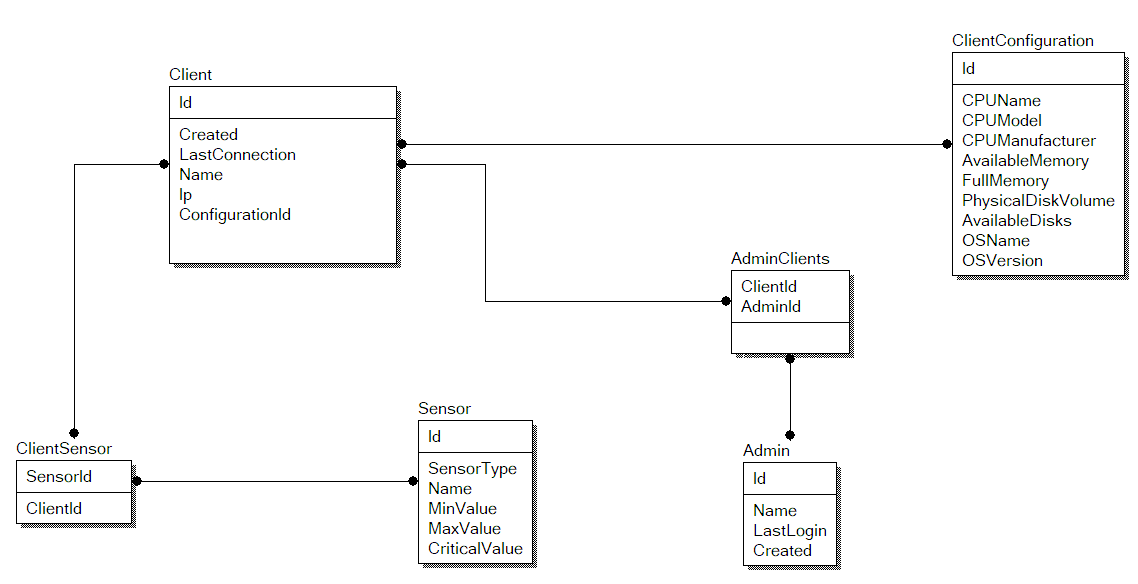 ClientConfiguration
Id
CPUName
CPUModel
CPUManufacturer
AvailableMemory
FullMemory
PhysicalDiskVolume
AvailableDisks
OSName
OSVersion
Client
Id
Created
LastConnection
Name
Ip
ConfigurationId
AdminClients
ClientId
AdminId
Sensor
Id
SensorType
Name
MinValue
MaxValue
CriticalValue
ClientSensor
SensorId
ClientId
Admin
Id
Name
LastLogin
Created